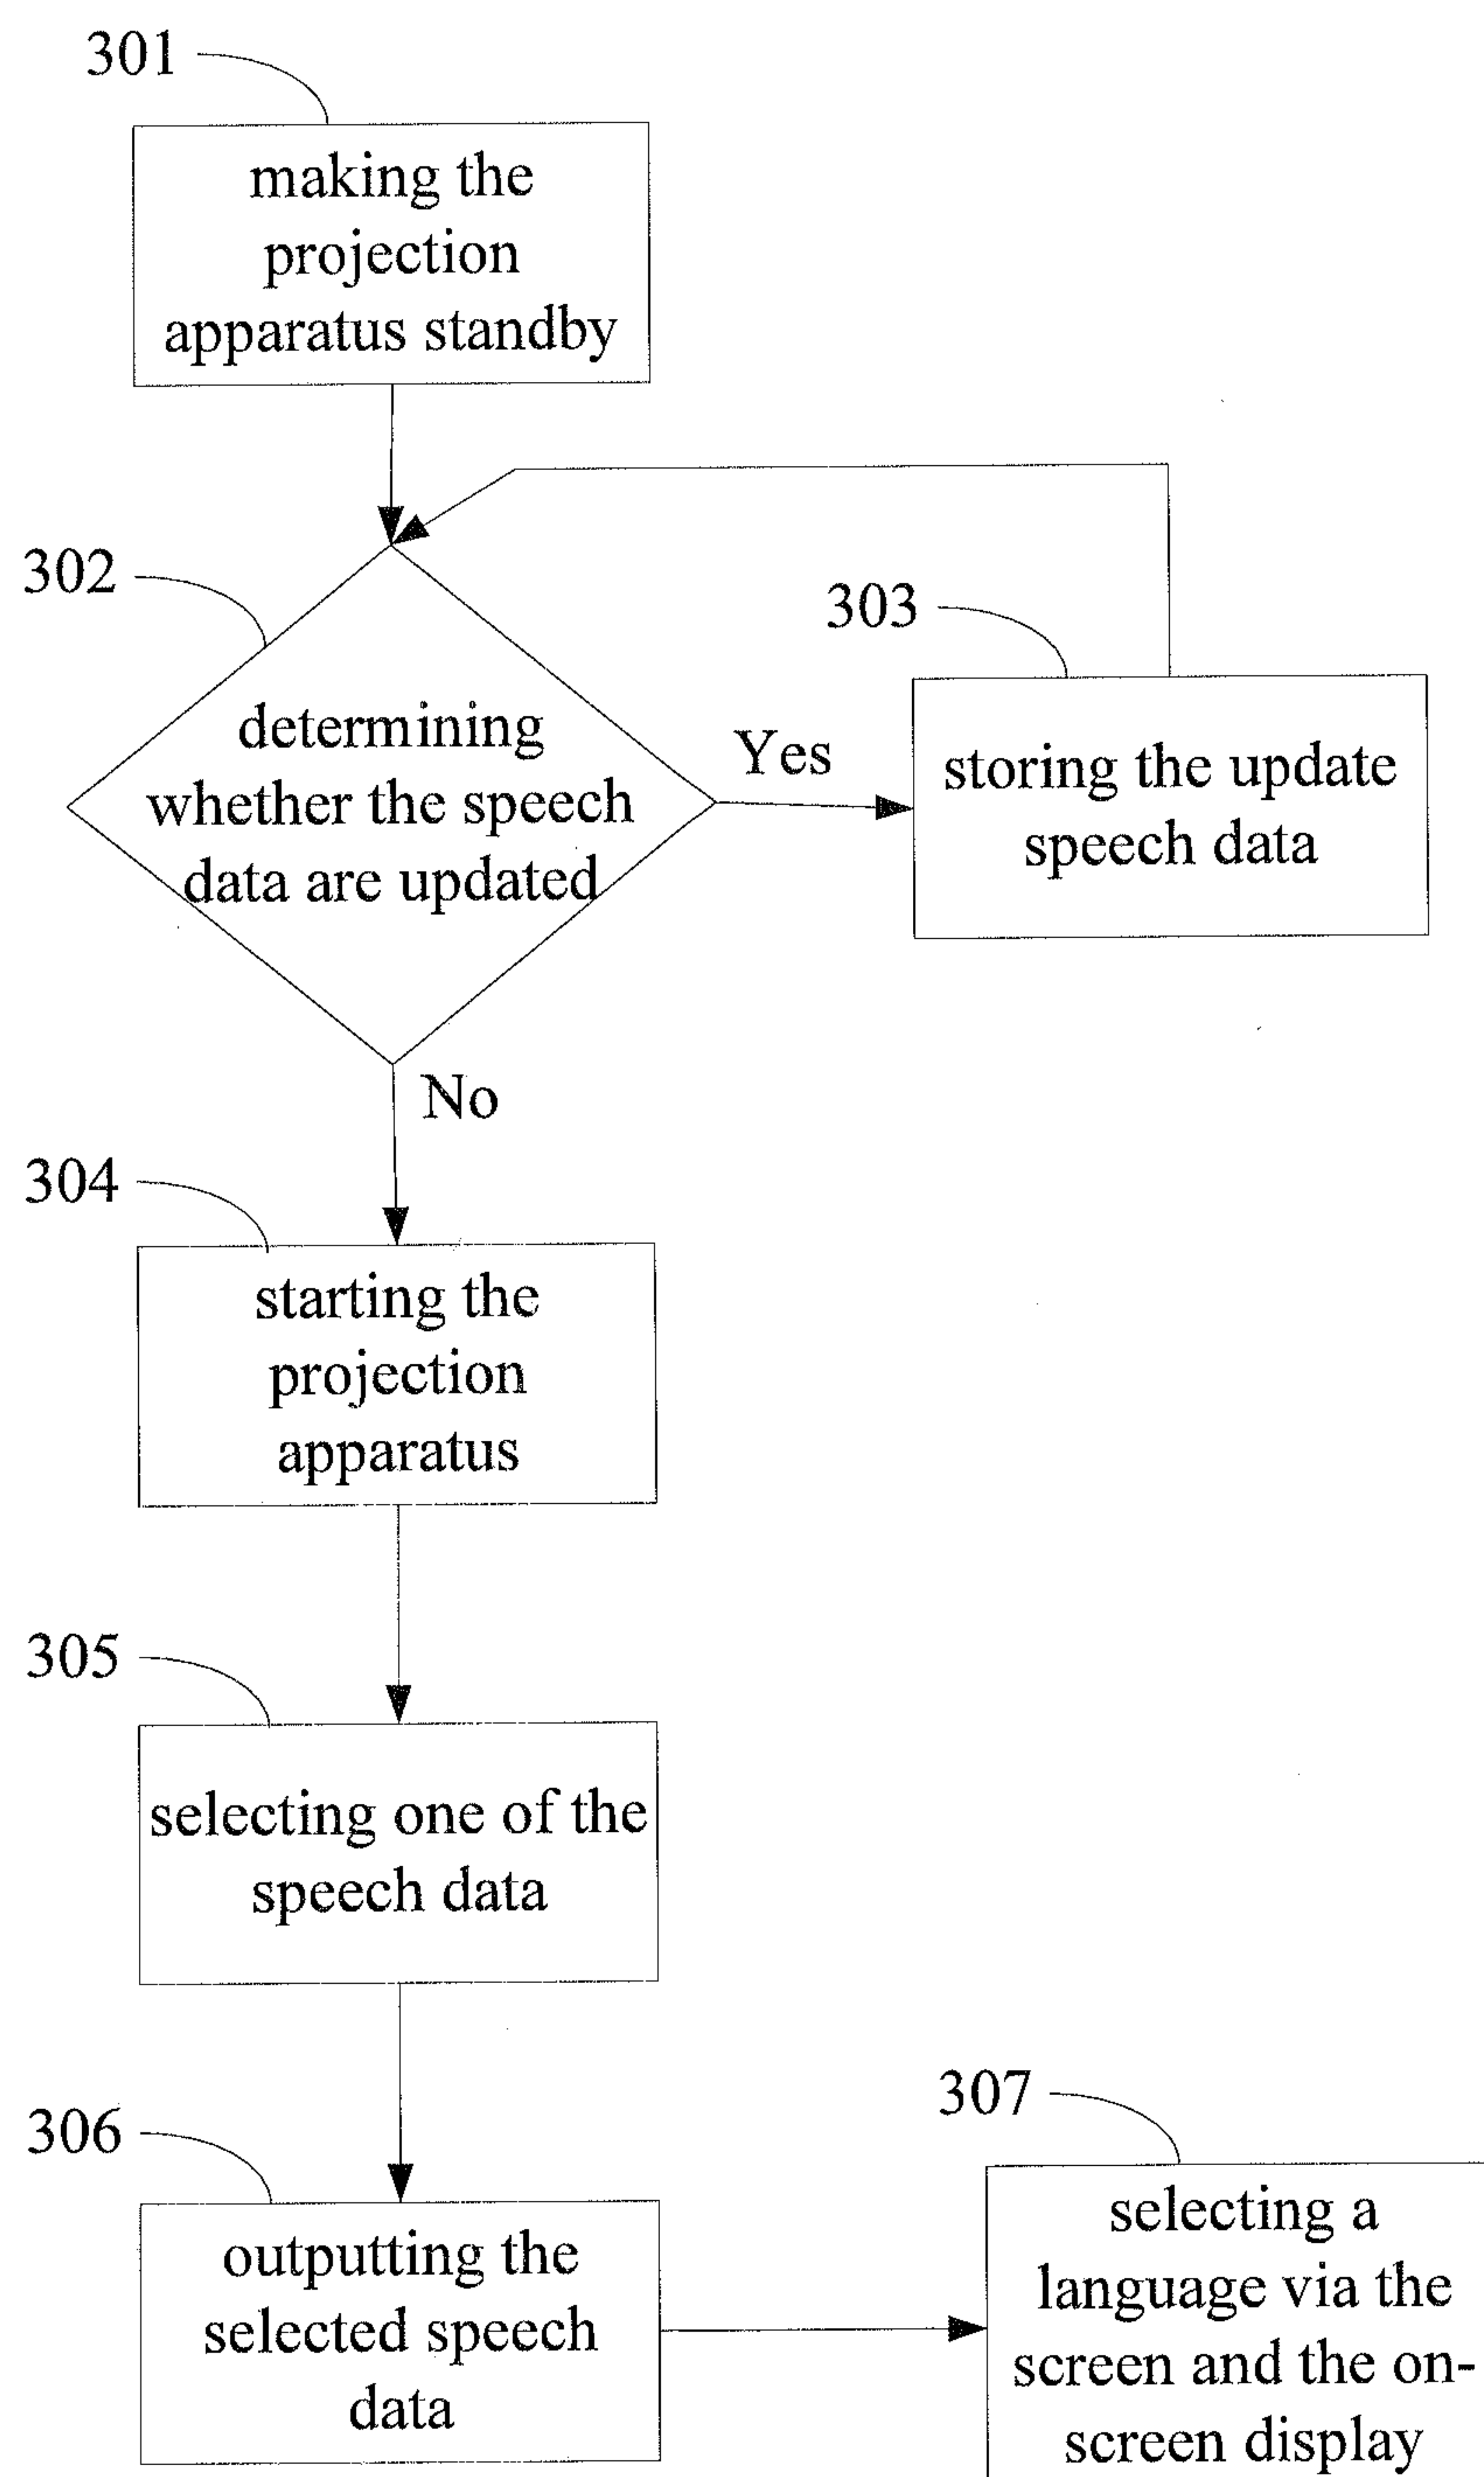 301
making the
projection
apparatus standby
302
determining
whether the speech
data are updated
Yes
303
storing the update
speech data
No
304
starting the
projection
apparatus
305
selecting one of the
speech data
306
outputting the
selected speech
data
307
selecting a
language via the
screen and the on-
screen display